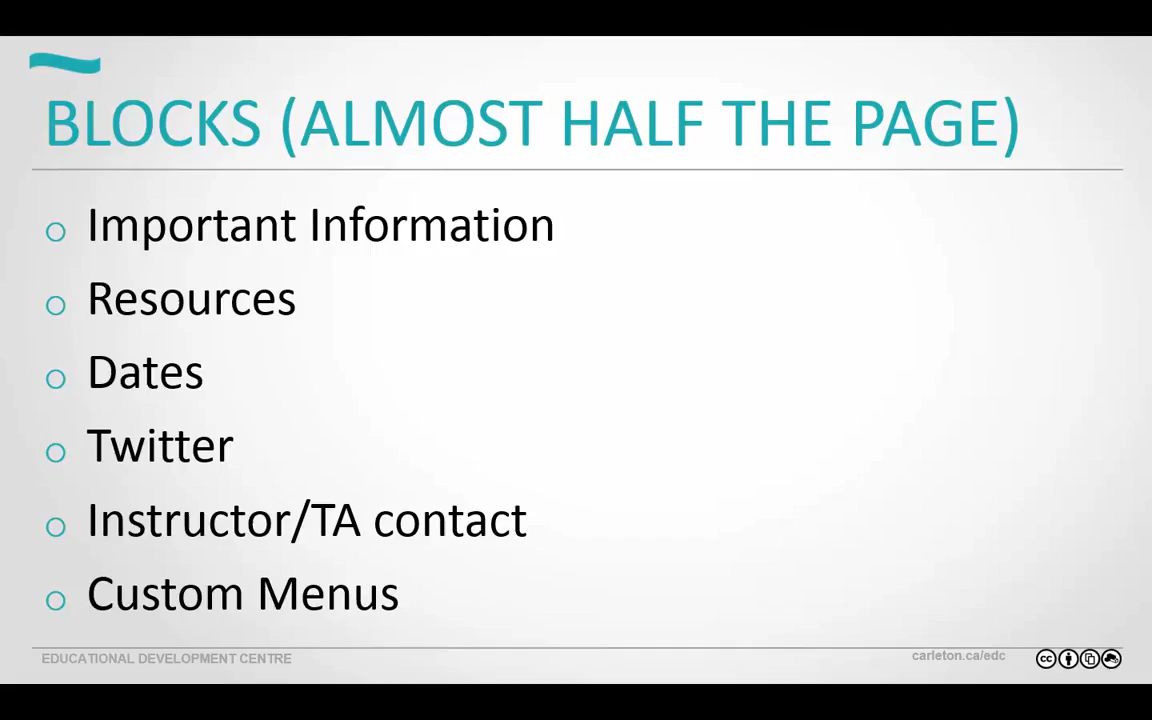 BLOCKS (ALMOST HALF THE PAGE)
Important Information
Resources
Dates
Twitter
Instructor/TA contact
Custom Menus
EDUCATIONAL DEVELOPMENT CENTRE
carleton.ca/edc
cc